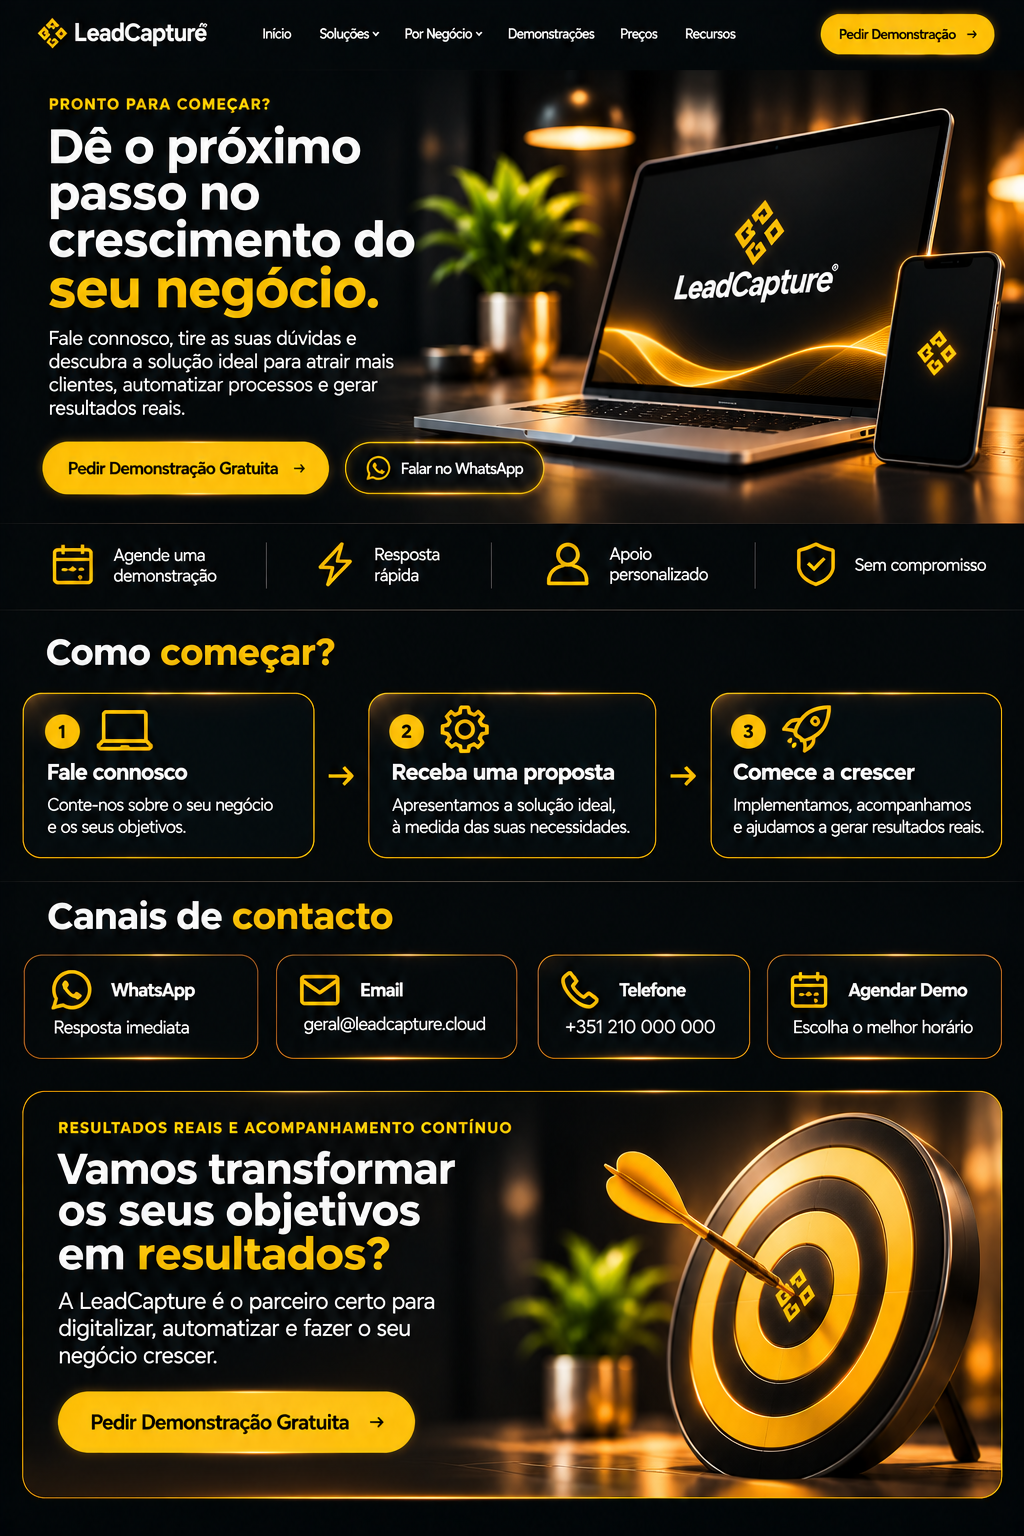 LeadCapture
Início
Soluções
Por Negócio
Demonstrações
Preços
Recursos
Pedir Demonstração →
PRONTO PARA COMEÇAR?
Dê o próximo
passo no
crescimento do
seu negócio.
Fale connosco, tire as suas dúvidas e
descubra a solução ideal para atrair mais
clientes, automatizar processos e gerar
resultados reais.
Pedir Demonstração Gratuita →
Falar no WhatsApp
LeadCapture®
Agende uma
demonstração
Resposta
rápida
Apoio
personalizado
Sem compromisso
Como começar?
1
Fale connosco
Conte-nos sobre o seu negócio
e os seus objetivos.
→
2
Receba uma proposta
Apresentamos a solução ideal,
à medida das suas necessidades.
→
3
Comece a crescer
Implementamos, acompanhamos
e ajudamos a gerar resultados reais.
Canais de contacto
WhatsApp
Resposta imediata
Email
geral@leadcapture.cloud
Telefone
+351 210 000 000
Agendar Demo
Escolha o melhor horário
RESULTADOS REAIS E ACOMPANHAMENTO CONTÍNUO
Vamos transformar
os seus objetivos
em resultados?
A LeadCapture é o parceiro certo para
digitalizar, automatizar e fazer o seu
negócio crescer.
Pedir Demonstração Gratuita →